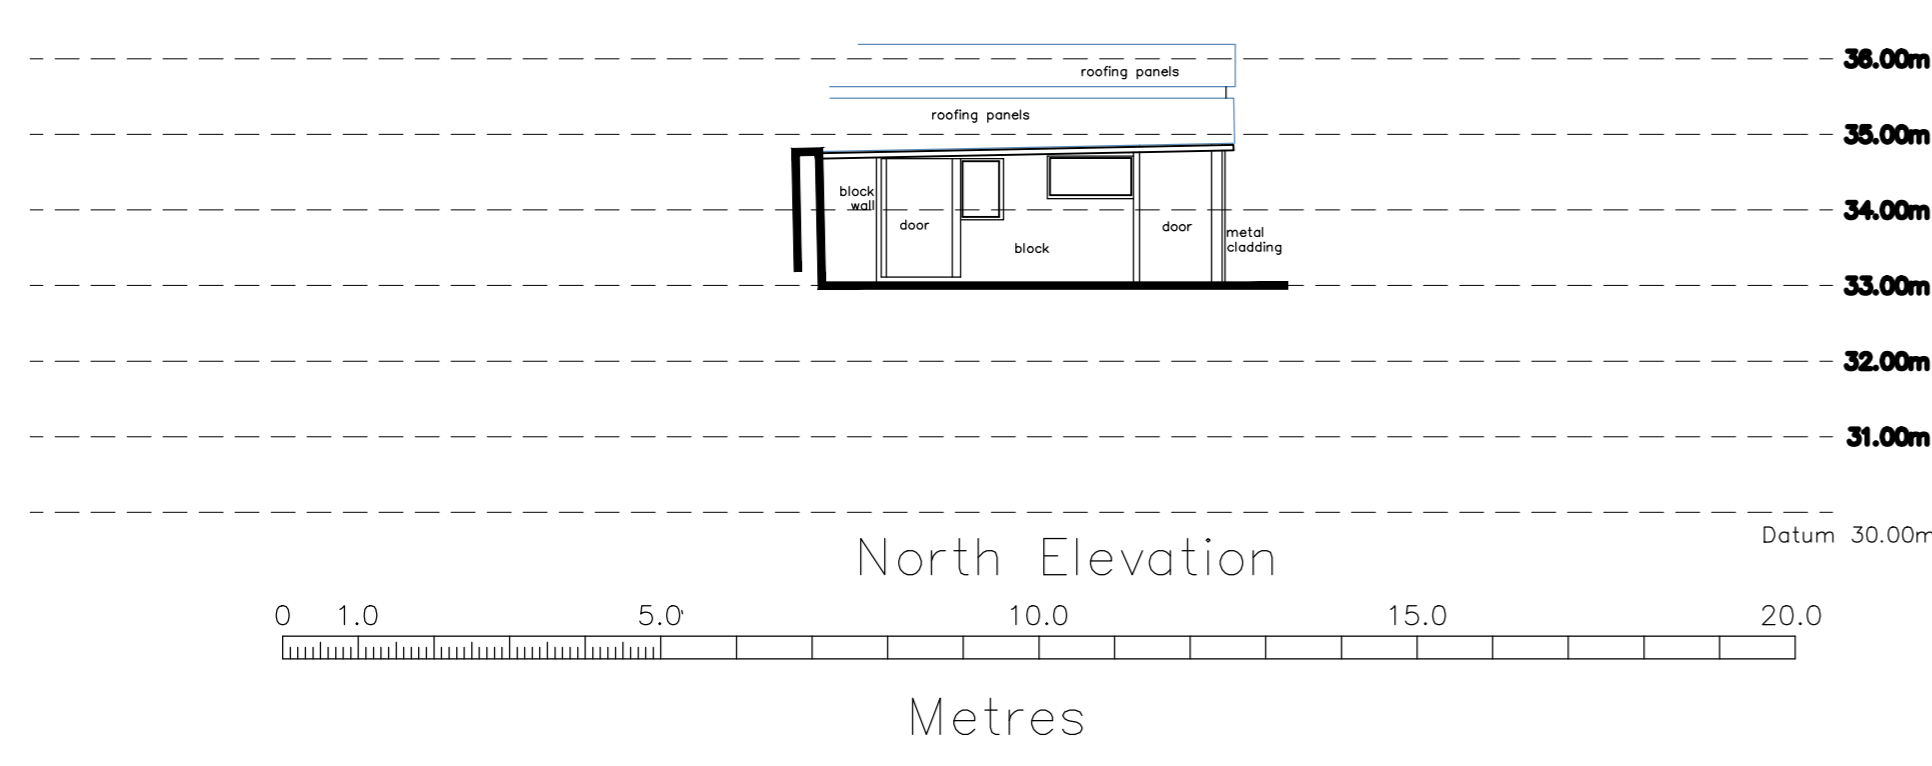 36.00m
roofing panels
roofing panels
35.00m
block
wall
34.00m
door
door
metal
cladding
block
33.00m
32.00m
31.00m
Datum 30.00m
North Elevation
0 1.0 5.0 10.0 15.0 20.0
Metres